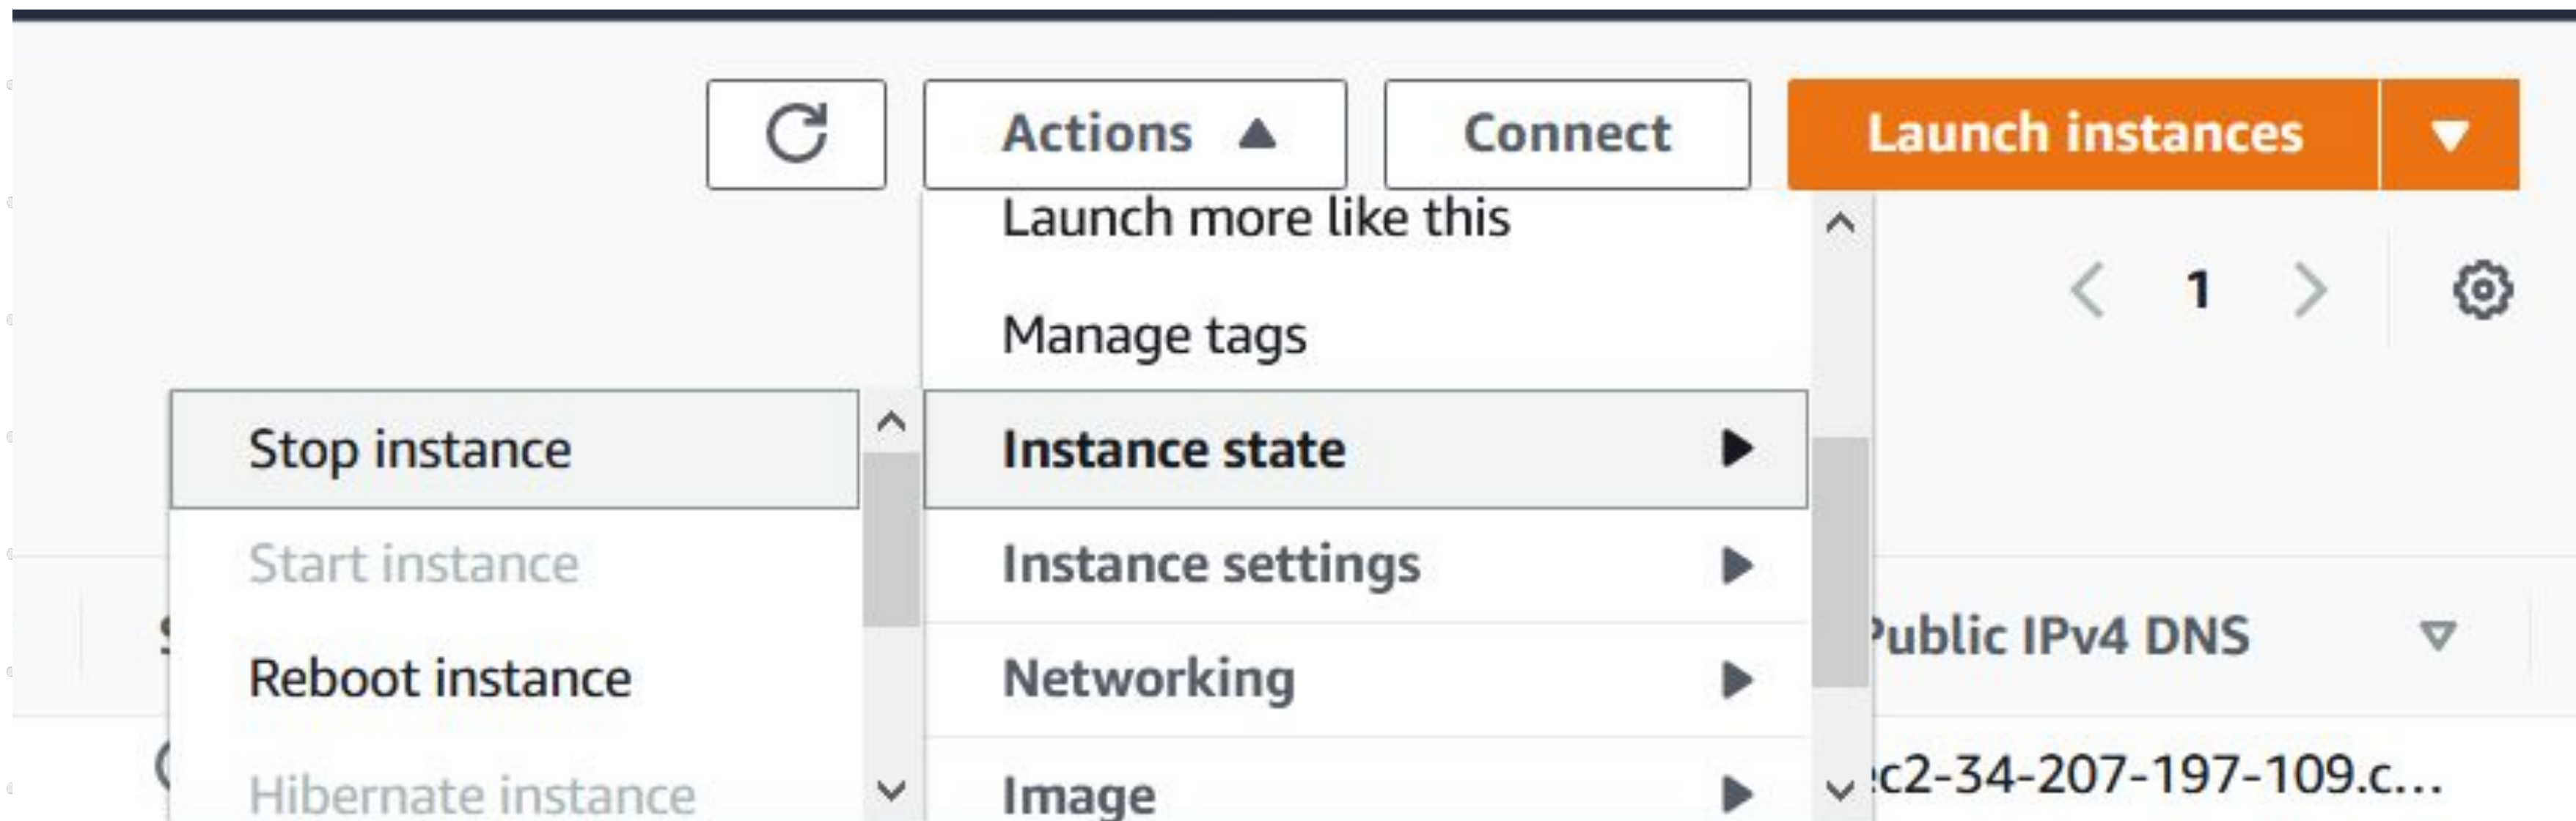 Actions Connect Launch instances
Launch more like this
1
Manage tags
Stop instance
Instance state
Start instance
Instance settings
Public IPv4 DNS
Reboot instance
Networking
Hibernate instance
Image
ec2-34-207-197-109.c...